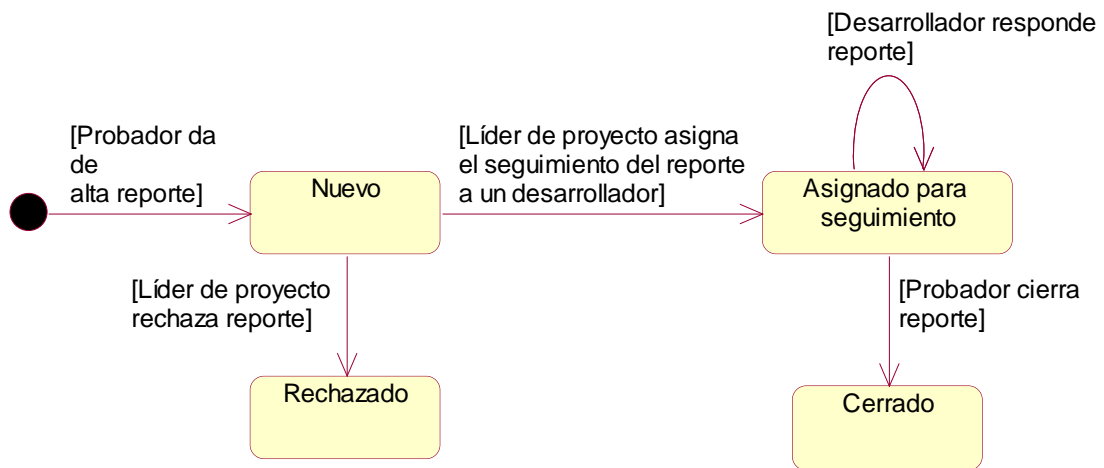 [Desarrollador responde
reporte]
[Probador da
de
alta reporte]
[Líder de proyecto asigna
el seguimiento del reporte
a un desarrollador]
Nuevo
Asignado para
seguimiento
[Líder de proyecto
rechaza reporte]
[Probador cierra
reporte]
Rechazado
Cerrado